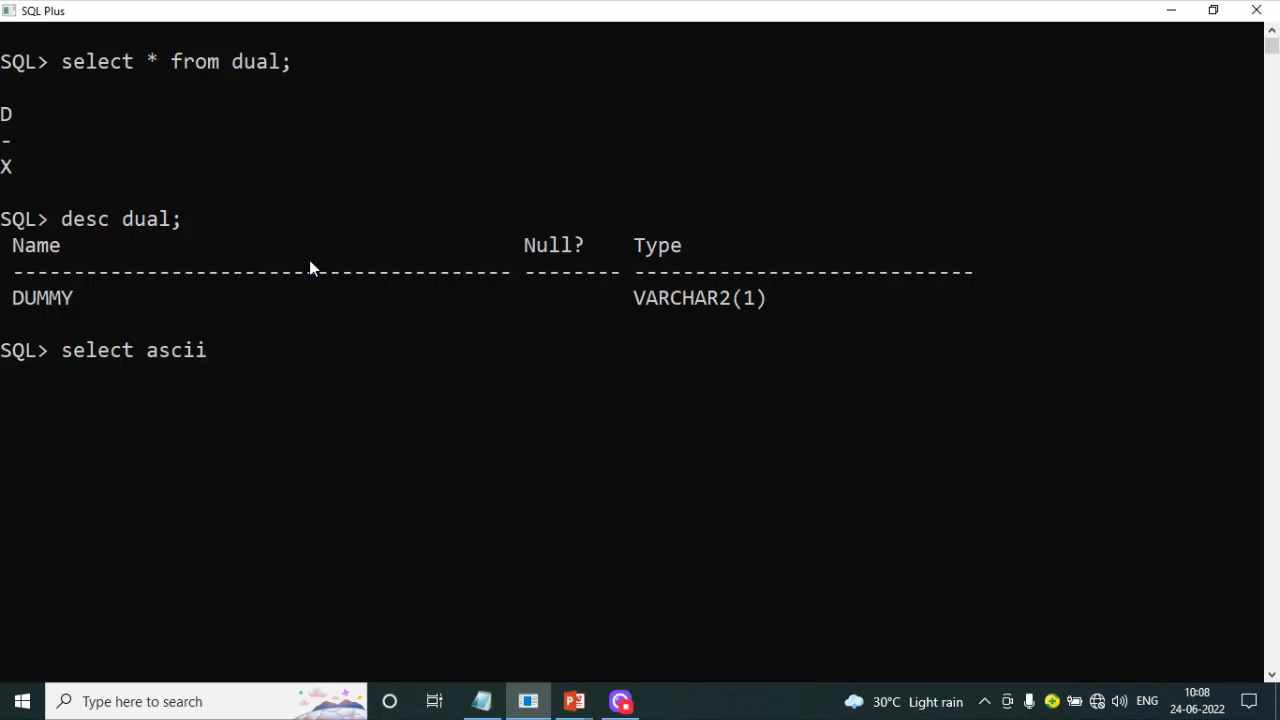 SQL Plus
SQL> select * from dual;
D
-
X
SQL> desc dual;
Name Null? Type
----------------------------------------- -------- ----------------------------
DUMMY VARCHAR2(1)
SQL> select ascii
Type here to search
30°C Light rain
ENG
10:08
24-06-2022